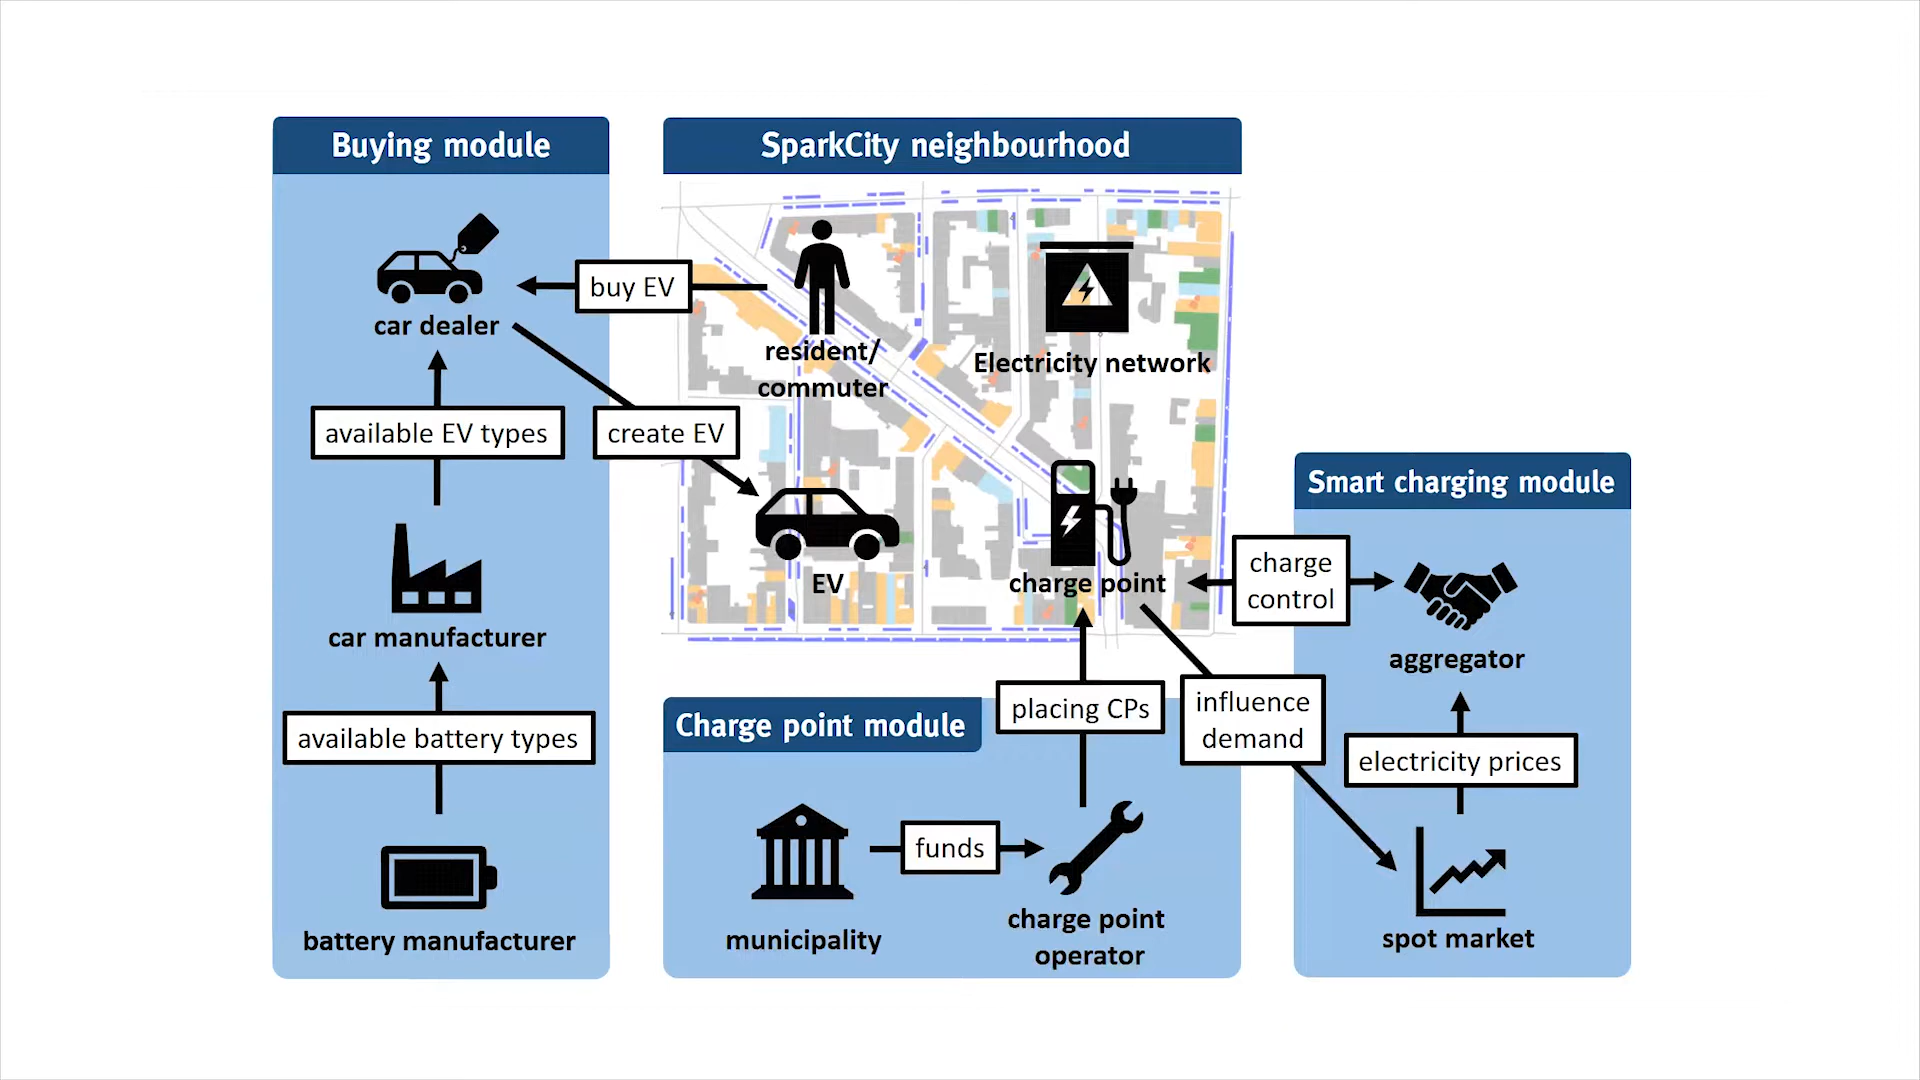 Buying module
car dealer
available EV types
car manufacturer
available battery types
battery manufacturer
buy EV
create EV
SparkCity neighbourhood
resident/
commuter
Electricity network
EV
charge point
Charge point module
placing CPs
influence
demand
municipality
funds
charge point
operator
Smart charging module
charge
control
aggregator
electricity prices
spot market